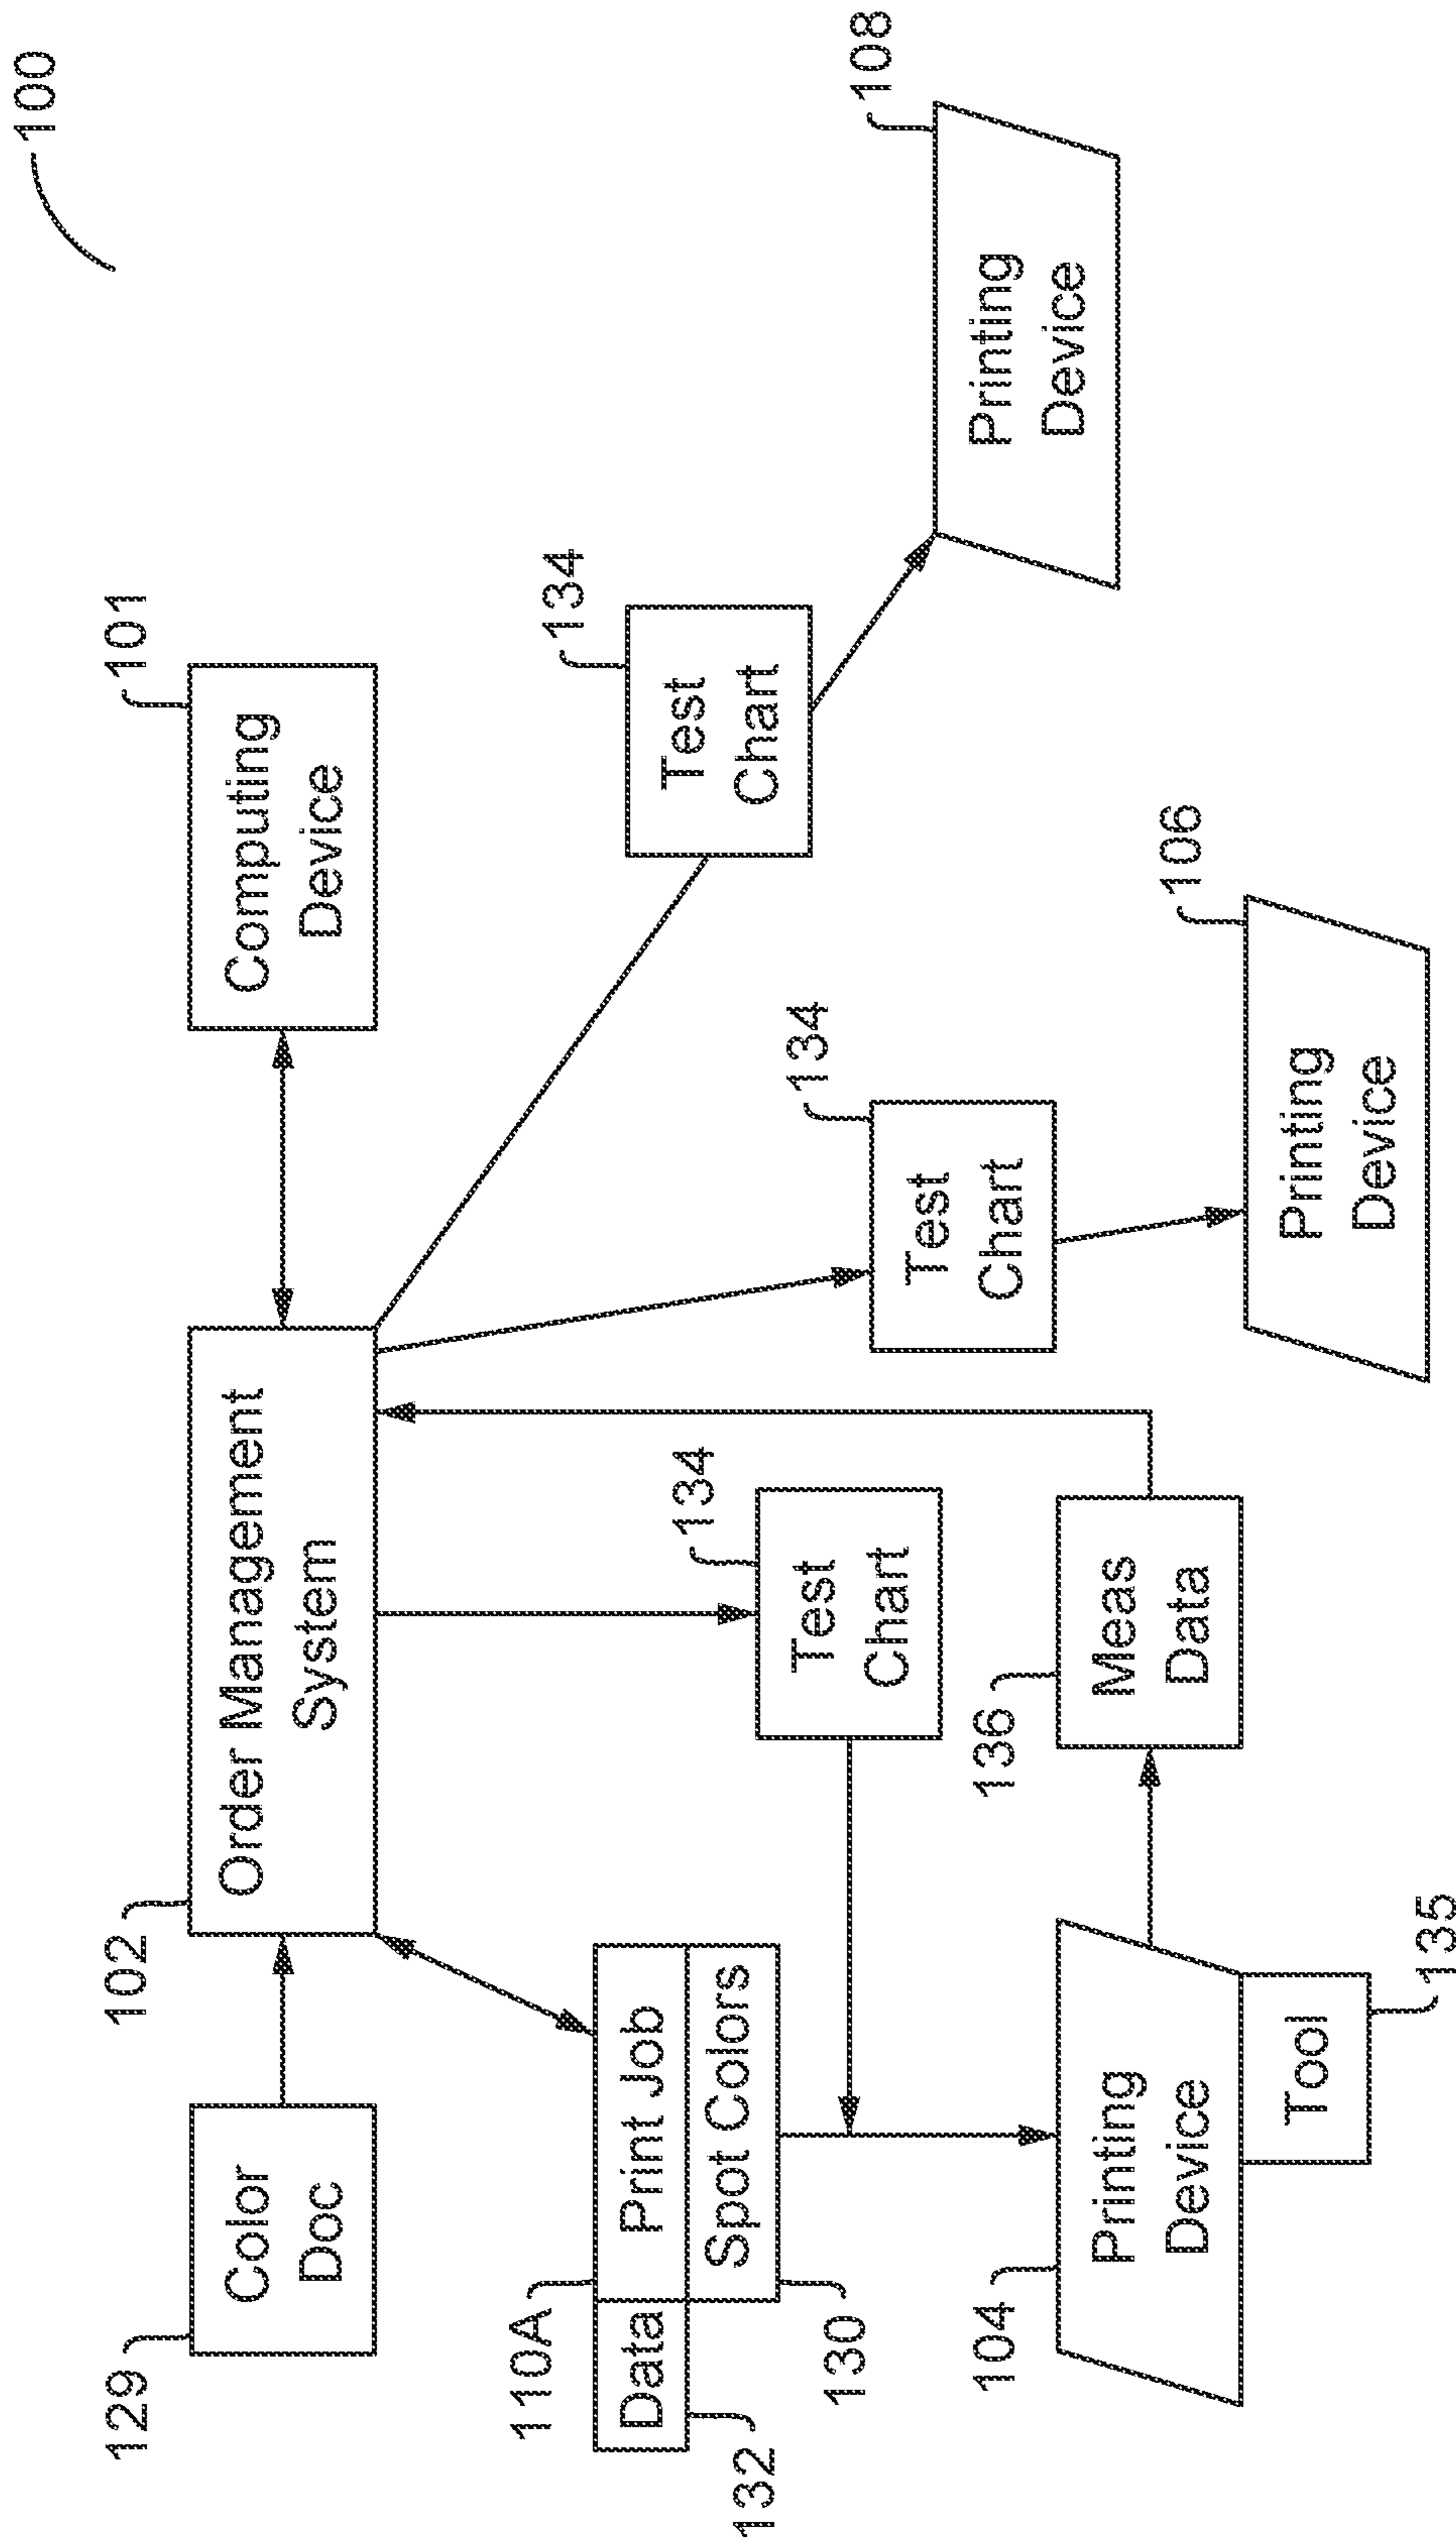 100
129
Color
Doc
102
Order Management
System
101
Computing
Device
110A
Data
Print Job
Spot Colors
132
130
134
Test
Chart
134
Test
Chart
134
Test
Chart
108
Printing
Device
104
Printing
Device
136
Meas
Data
106
Printing
Device
Tool
135